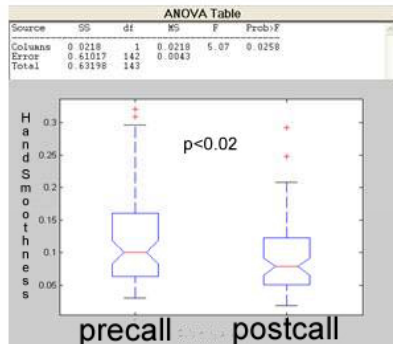 ANOVA Table
Source SS df MS F Prob>F
Columns 0.0218 1 0.0218 5.07 0.0258
Error 0.61017 142 0.0043
Total 0.63198 143
Hand Smoothness
p<0.02
0.3
0.25
0.2
0.15
0.1
0.05
precall postcall